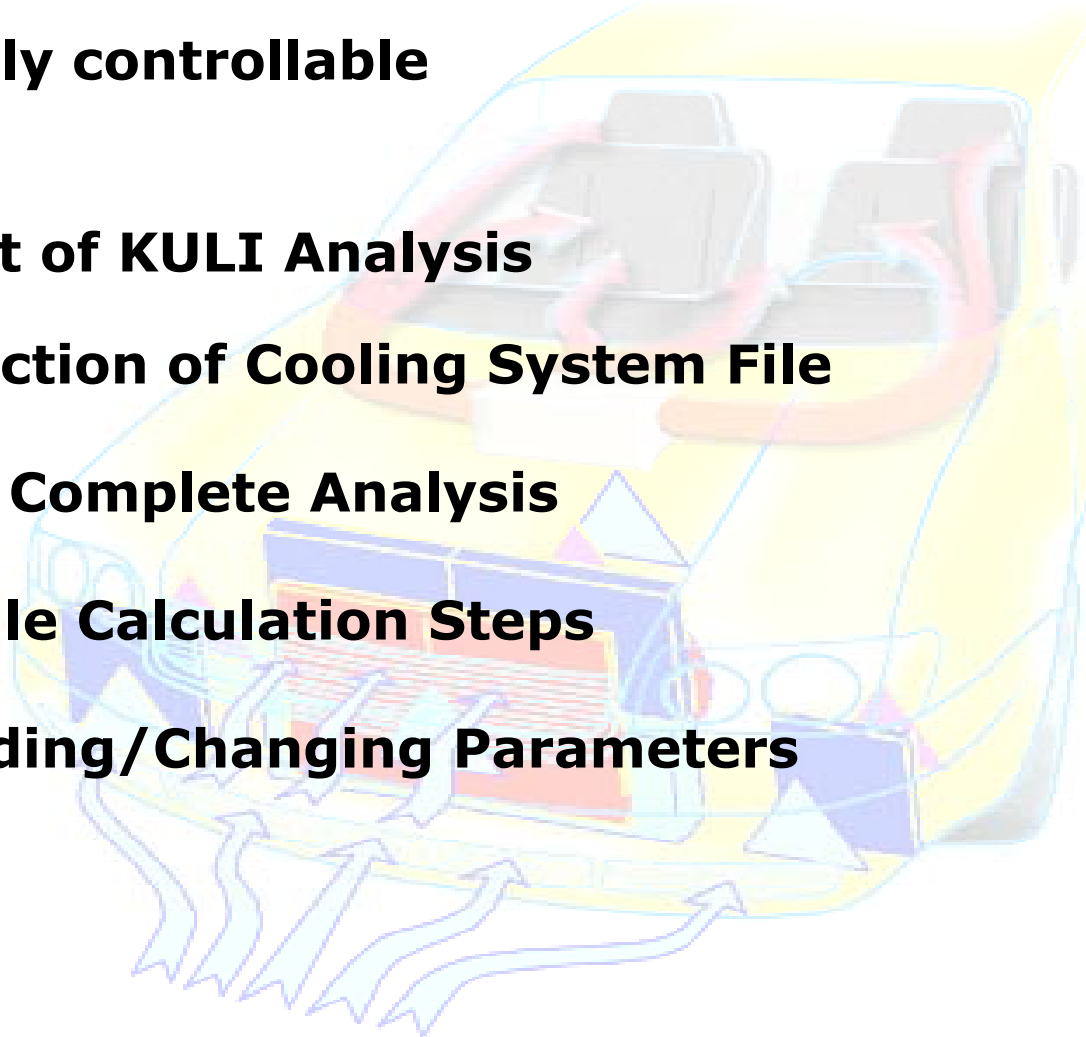 ly controllable
t of KULI Analysis
ction of Cooling System File
Complete Analysis
le Calculation Steps
ding/Changing Parameters